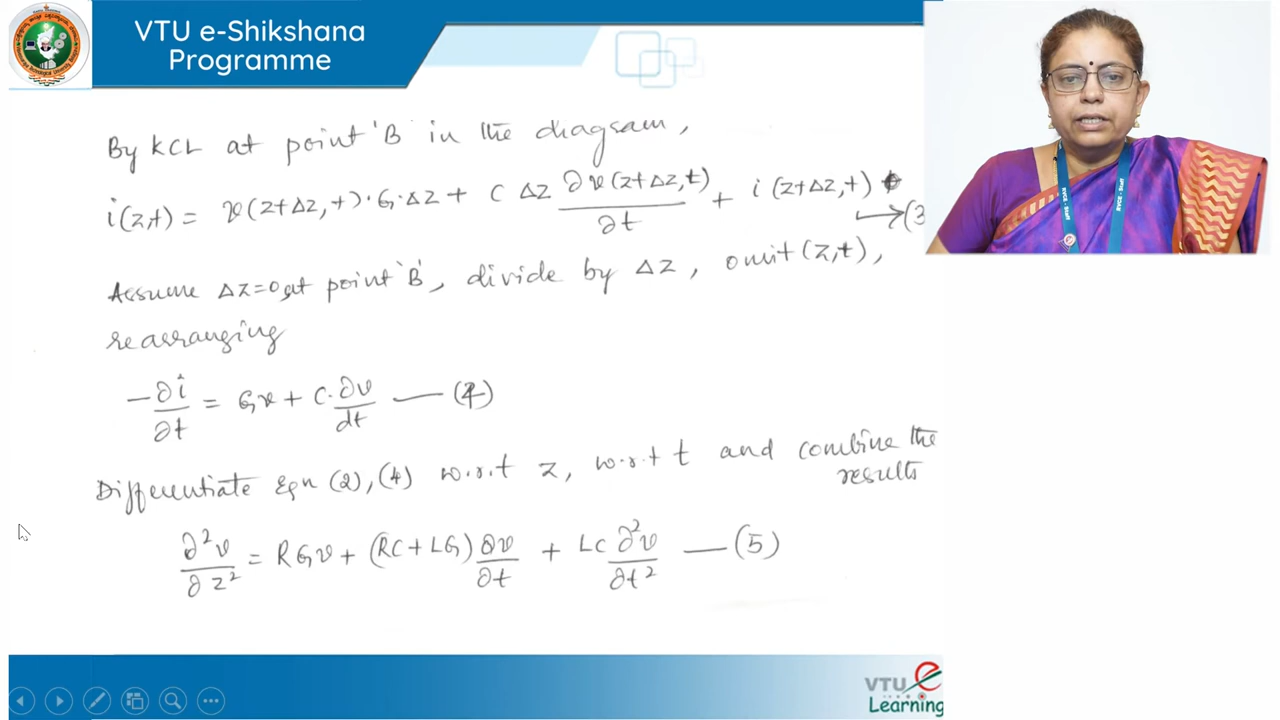 VTU e-Shikshana
Programme
By KCL at point 'B' in the diagram,
i(z,t) = v(z+Δz,t)·G·Δz + C Δz ∂v(z+Δz,t)/∂t + i(z+Δz,t) →(3
Assume Δz=0, at point 'B', divide by Δz, omit (z,t),
rearranging
-∂i/∂t = Gv + C·∂v/dt — (4)
Differentiate Eqn (2),(4) w.r.t z, w.r.t t and combine the
results
∂²v/∂z² = RGv + (RC+LG) ∂v/∂t + LC ∂²v/∂t² — (5)
VTU e
Learning